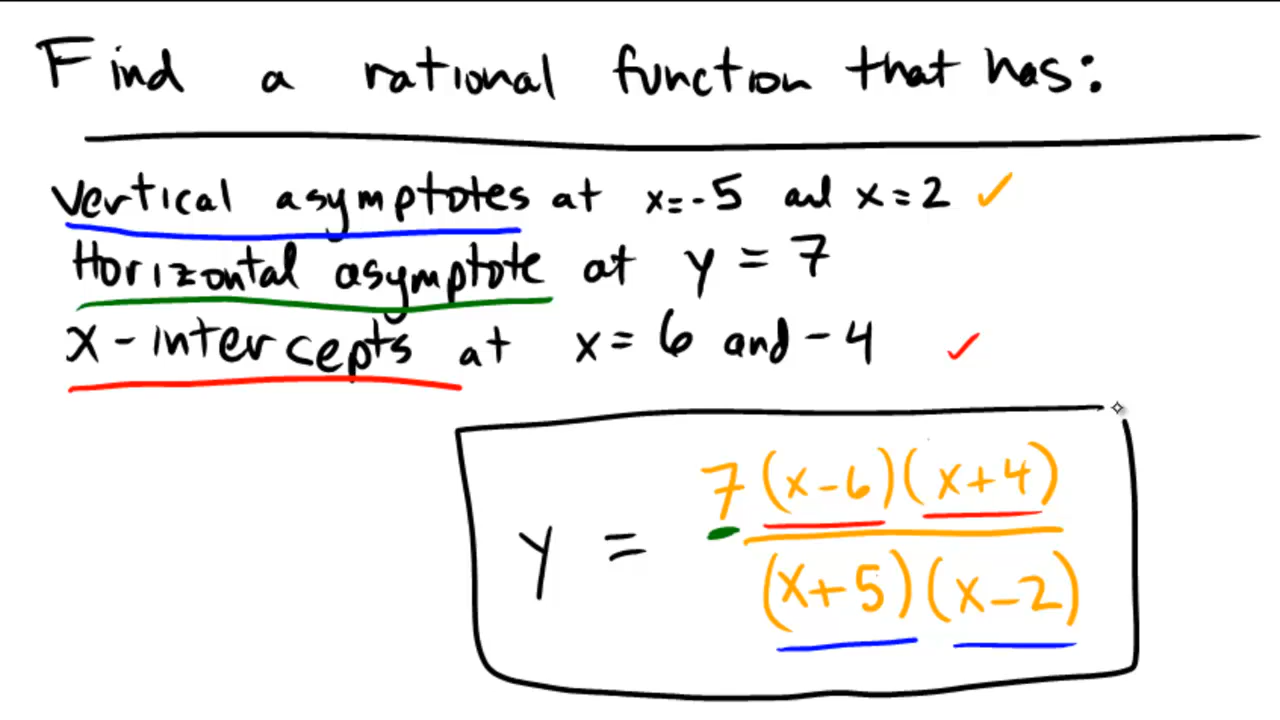 Find a rational function that has:
Vertical asymptotes at x=-5 and x=2 ✓
Horizontal asymptote at y = 7
x-intercepts at x= 6 and -4 ✓
7(x-6)(x+4)
y =
(x+5)(x-2)